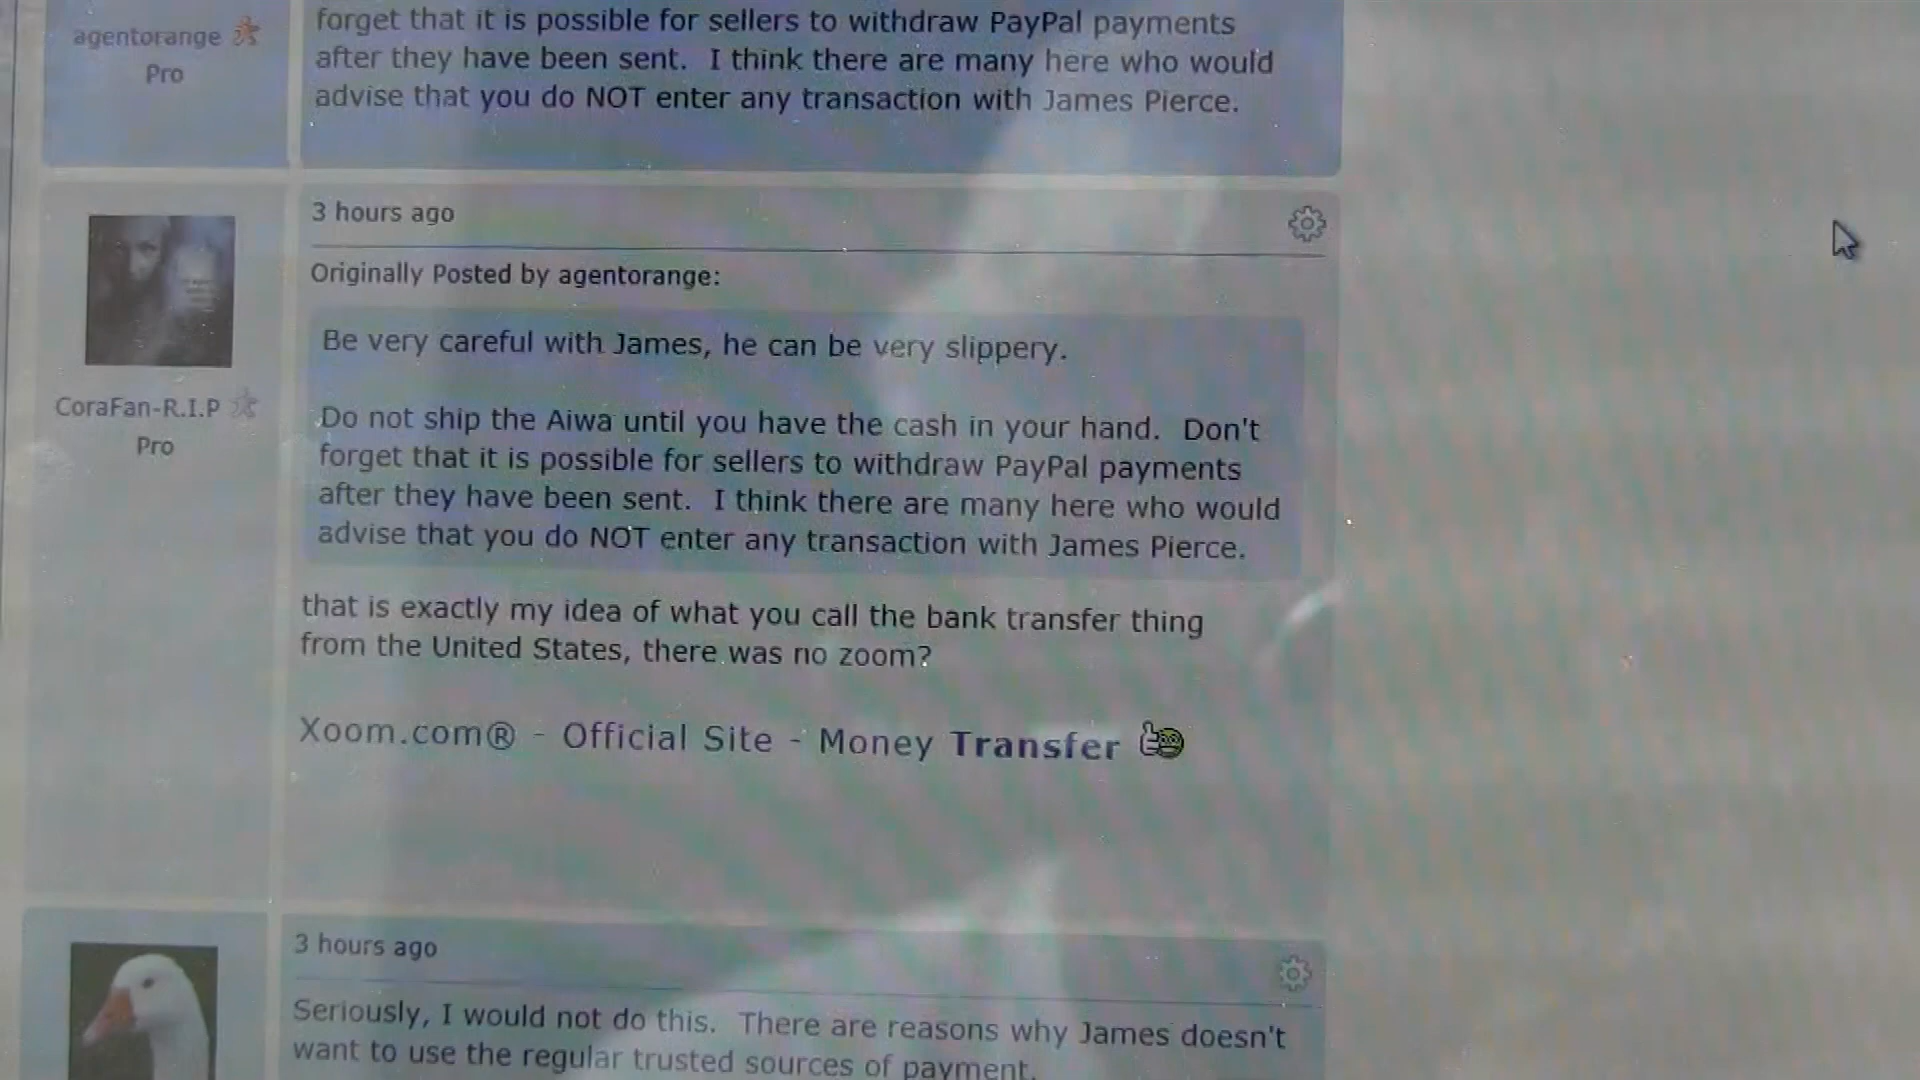 forget that it is possible for sellers to withdraw PayPal payments
agentorange
after they have been sent.  I think there are many here who would
Pro
advise that you do NOT enter any transaction with James Pierce.
3 hours ago
Originally Posted by agentorange:
Be very careful with James, he can be very slippery.
CoraFan-R.I.P
Pro
Do not ship the Aiwa until you have the cash in your hand.  Don't
forget that it is possible for sellers to withdraw PayPal payments
after they have been sent.  I think there are many here who would
advise that you do NOT enter any transaction with James Pierce.
that is exactly my idea of what you call the bank transfer thing
from the United States, there was no zoom?
Xoom.com® - Official Site - Money Transfer
3 hours ago
Seriously, I would not do this.  There are reasons why James doesn't
want to use the regular trusted sources of payment.